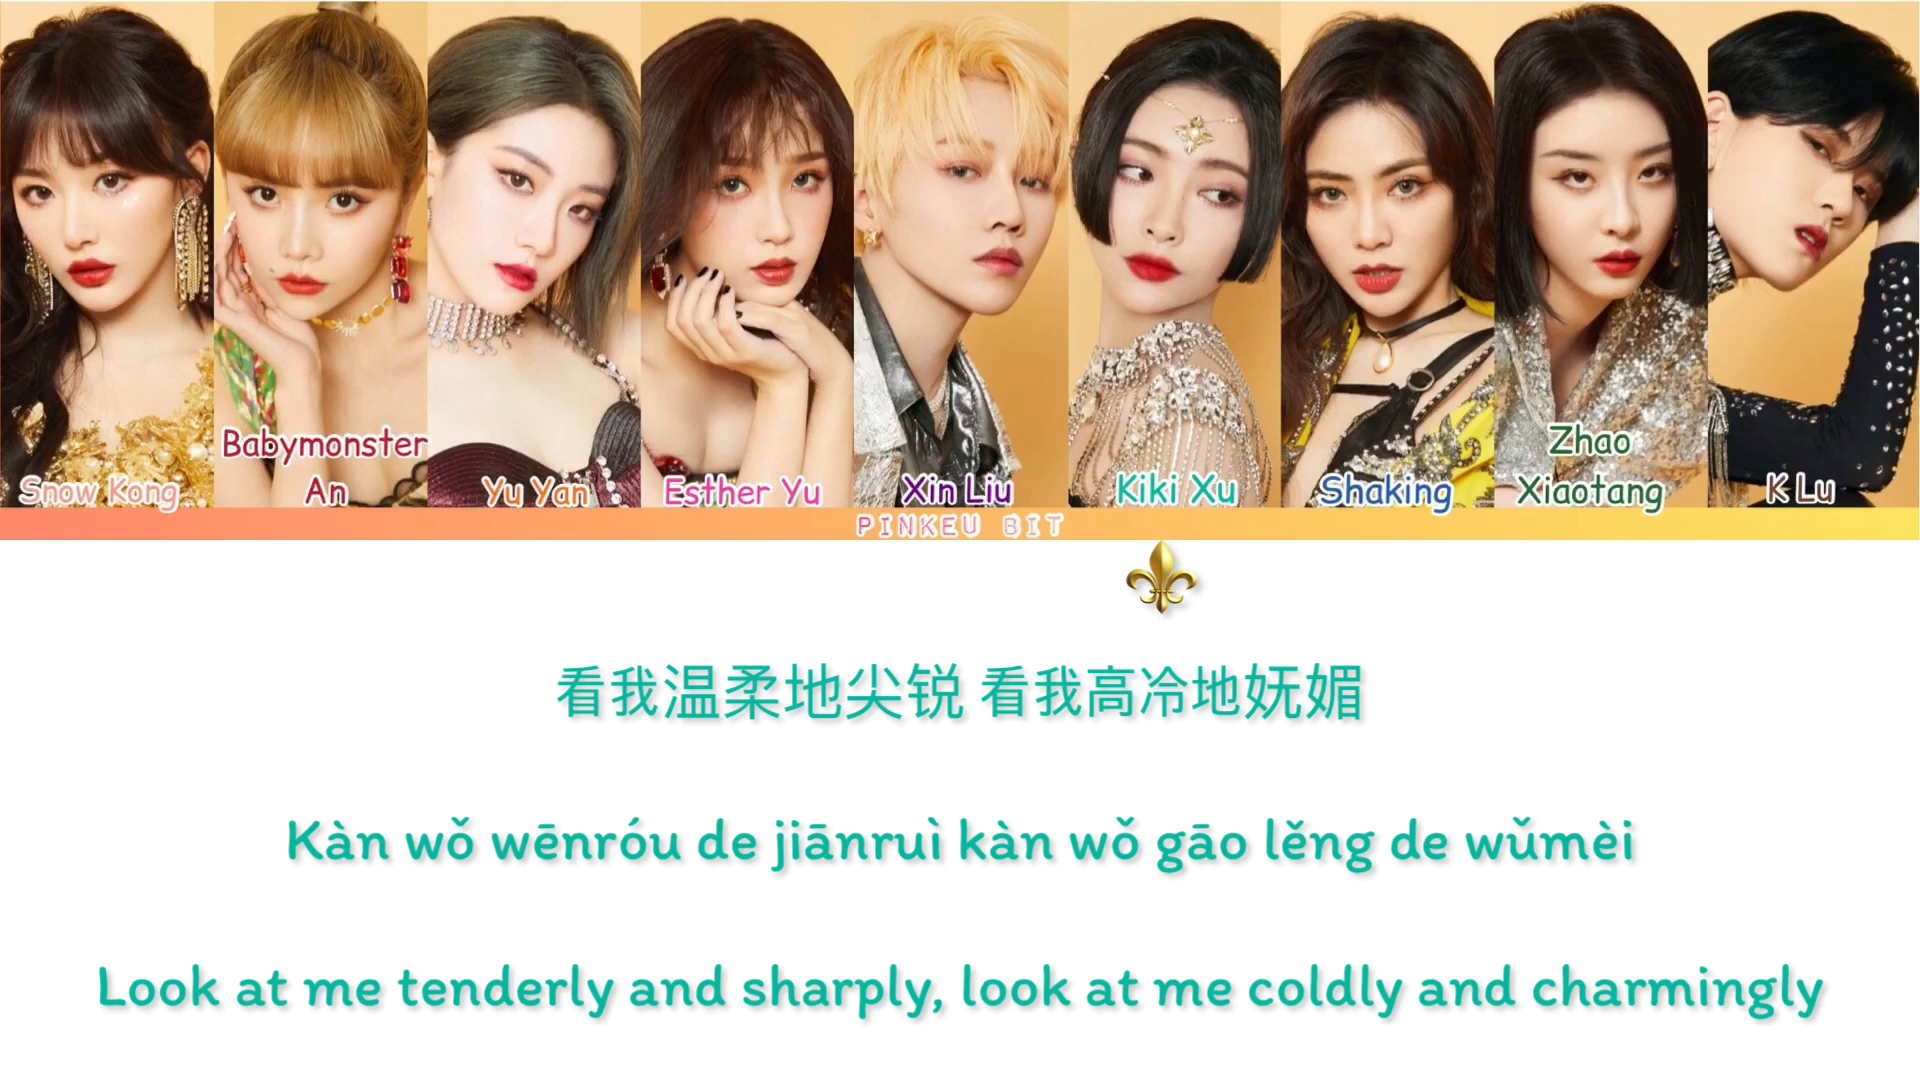 Snow Kong
Babymonster
An
Yu Yan
Esther Yu
Xin Liu
Kiki Xu
Shaking
Zhao
Xiaotang
K Lu
PINKEU BIT
看我温柔地尖锐 看我高冷地妩媚
Kàn wǒ wēnróu de jiānruì kàn wǒ gāo lěng de wǔmèi
Look at me tenderly and sharply, look at me coldly and charmingly